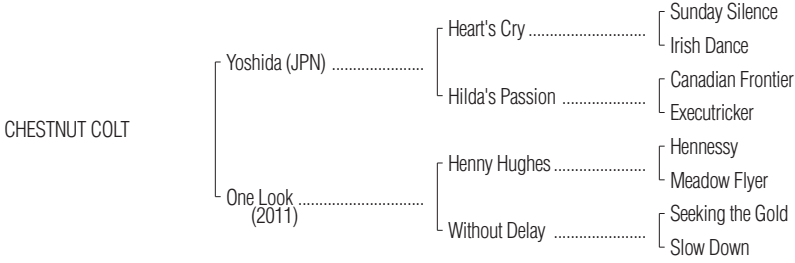 Sunday Silence
Heart's Cry ............................
Irish Dance
Yoshida (JPN) ......................
Canadian Frontier
Hilda's Passion ....................
Executricker
CHESTNUT COLT
Hennessy
Henny Hughes ......................
Meadow Flyer
One Look ..............................
(2011)
Seeking the Gold
Without Delay ......................
Slow Down